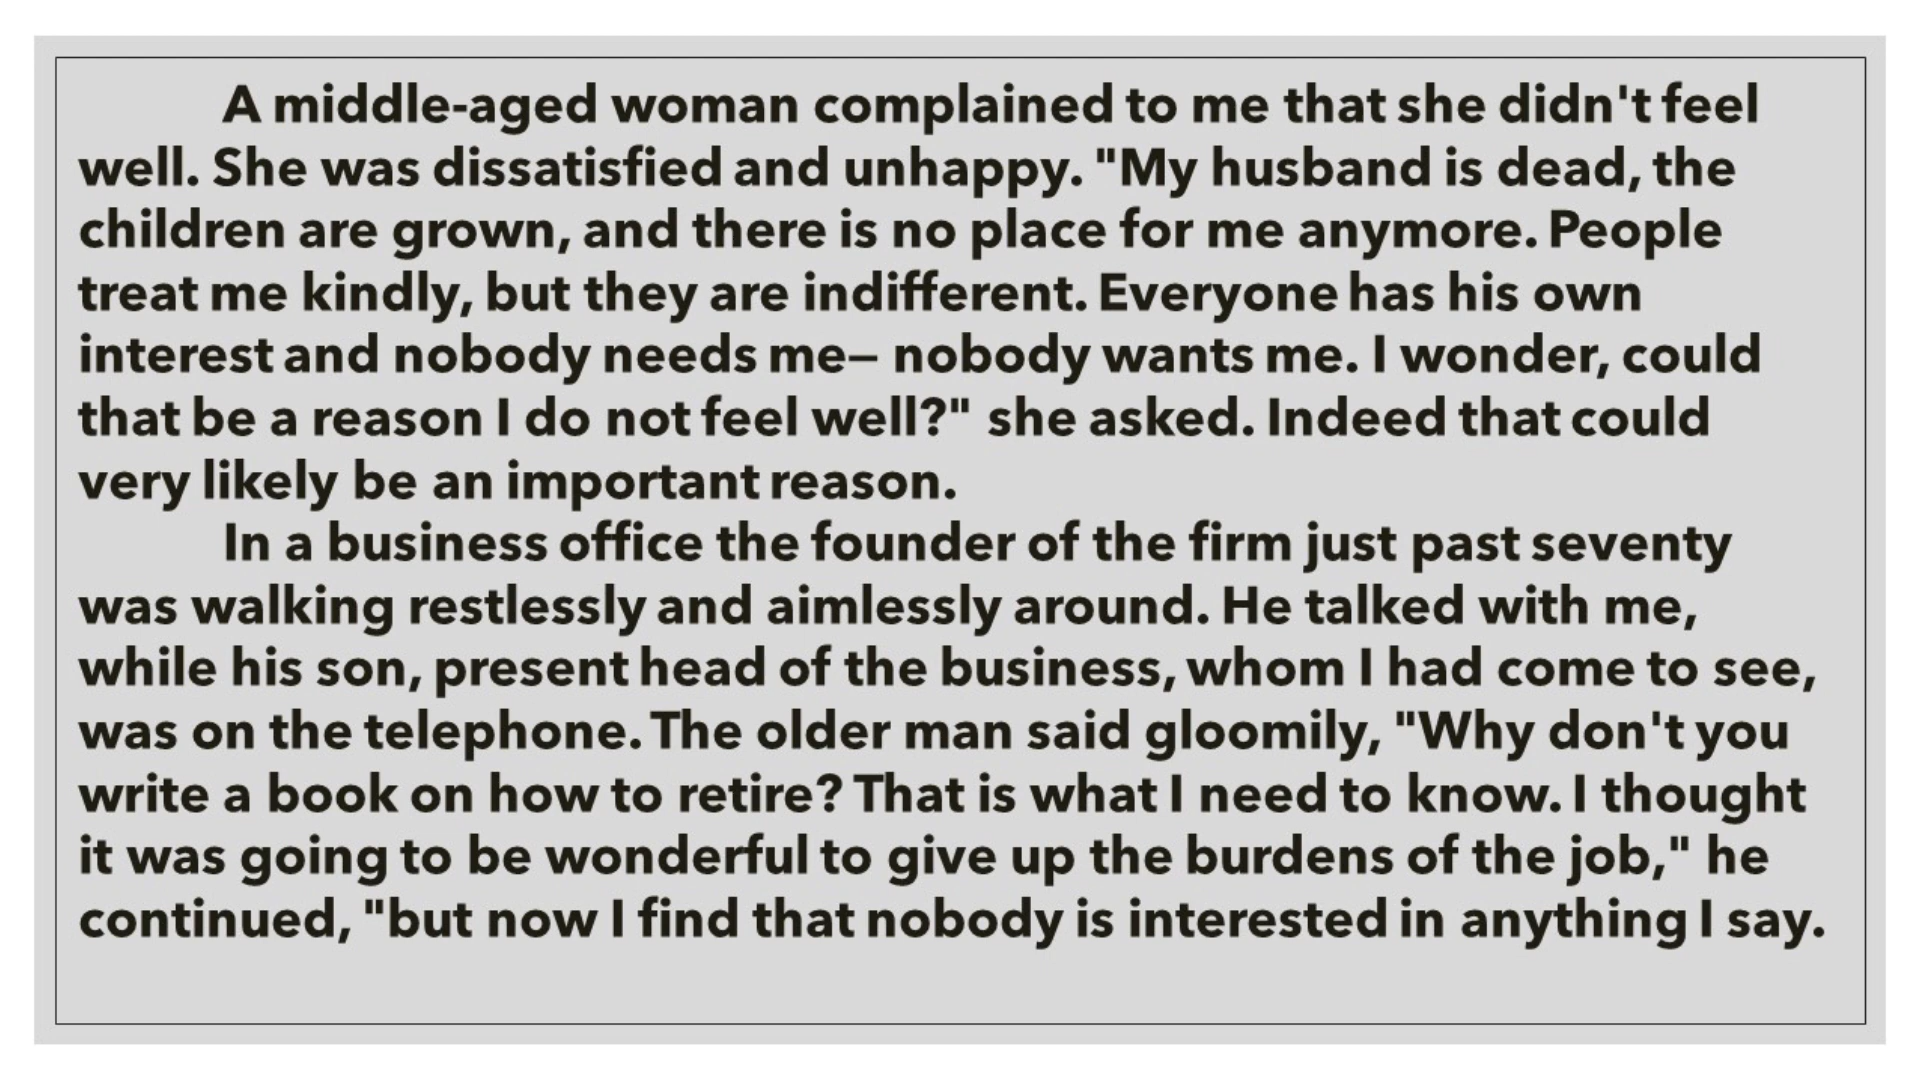 A middle-aged woman complained to me that she didn't feel
well. She was dissatisfied and unhappy. "My husband is dead, the
children are grown, and there is no place for me anymore. People
treat me kindly, but they are indifferent. Everyone has his own
interest and nobody needs me— nobody wants me. I wonder, could
that be a reason I do not feel well?" she asked. Indeed that could
very likely be an important reason.
In a business office the founder of the firm just past seventy
was walking restlessly and aimlessly around. He talked with me,
while his son, present head of the business, whom I had come to see,
was on the telephone. The older man said gloomily, "Why don't you
write a book on how to retire? That is what I need to know. I thought
it was going to be wonderful to give up the burdens of the job," he
continued, "but now I find that nobody is interested in anything I say.